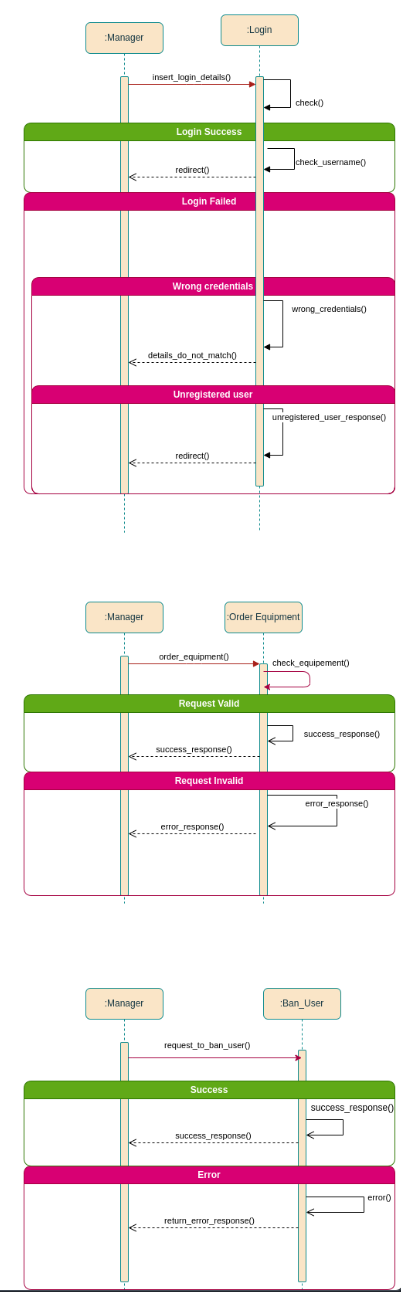 :Manager
:Login
insert_login_details()
check()
Login Success
check_username()
redirect()
Login Failed
Wrong credentials
wrong_credentials()
details_do_not_match()
Unregistered user
unregistered_user_response()
redirect()
:Manager
:Order Equipment
order_equipment()
check_equipement()
Request Valid
success_response()
success_response()
Request Invalid
error_response()
error_response()
:Manager
:Ban_User
request_to_ban_user()
Success
success_response()
success_response()
Error
error()
return_error_response()